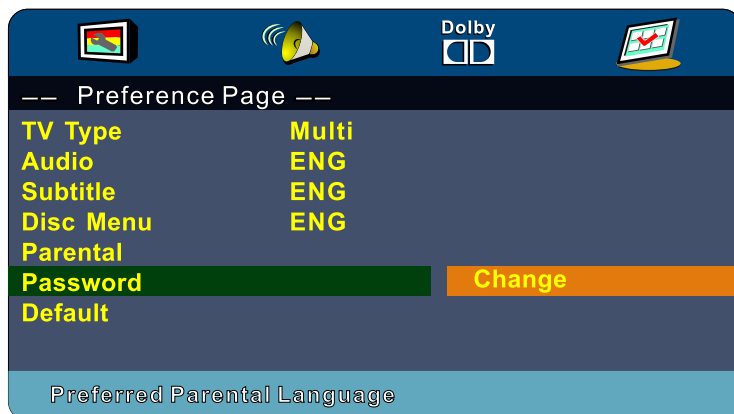 Dolby
—— Preference Page ——
TV Type Multi
Audio ENG
Subtitle ENG
Disc Menu ENG
Parental
Password Change
Default
Preferred Parental Language